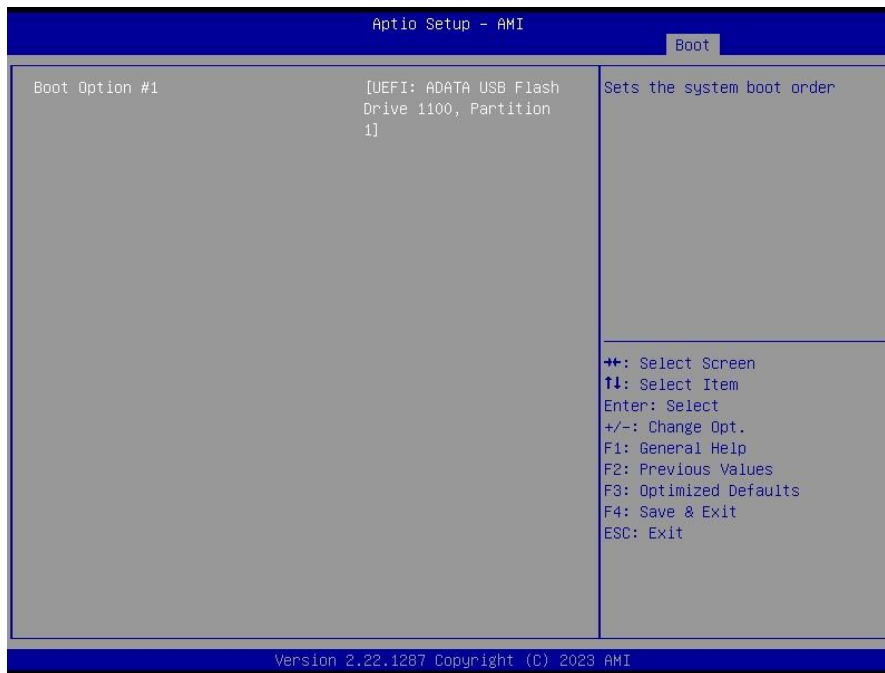 Aptio Setup - AMI
Boot
Boot Option #1
[UEFI: ADATA USB Flash
Drive 1100, Partition
1]
Sets the system boot order
→←: Select Screen
↑↓: Select Item
Enter: Select
+/-: Change Opt.
F1: General Help
F2: Previous Values
F3: Optimized Defaults
F4: Save & Exit
ESC: Exit
Version 2.22.1287 Copyright (C) 2023 AMI